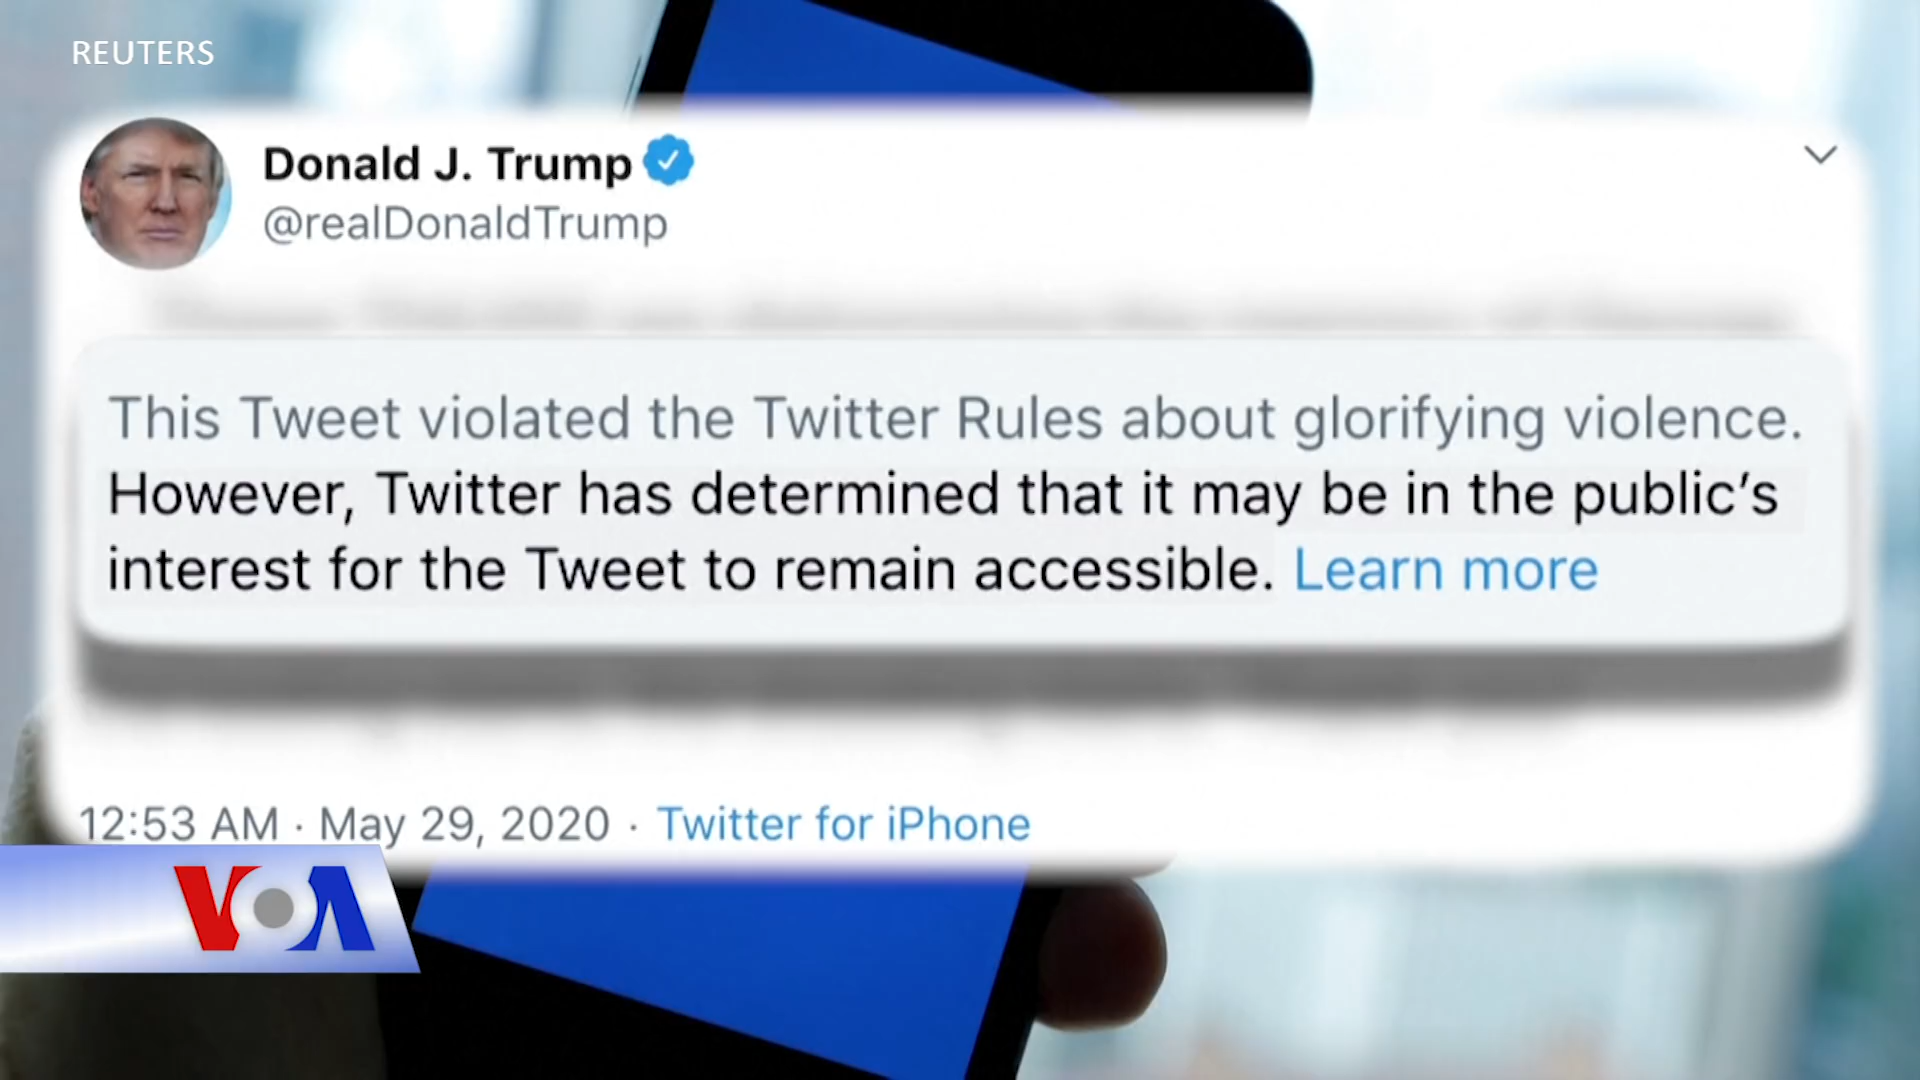 REUTERS
Donald J. Trump
@realDonaldTrump
This Tweet violated the Twitter Rules about glorifying violence.
However, Twitter has determined that it may be in the public’s
interest for the Tweet to remain accessible. Learn more
12:53 AM · May 29, 2020 · Twitter for iPhone
VOA